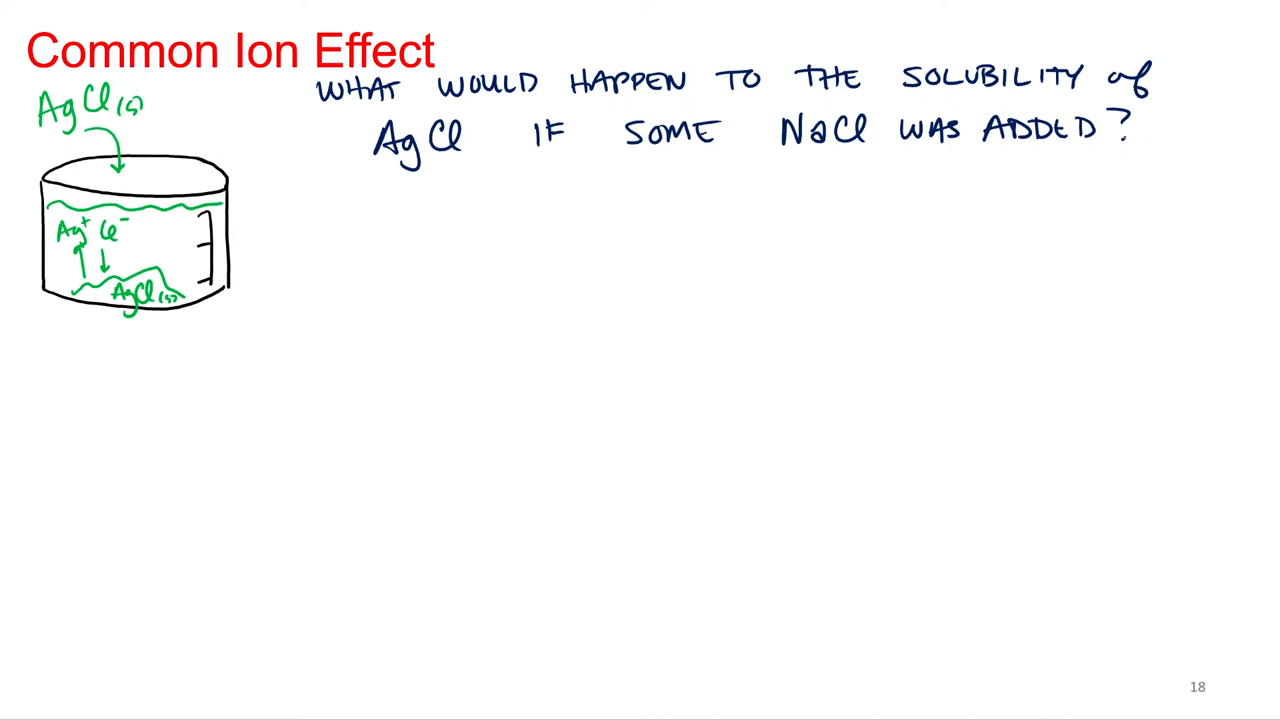 Common Ion Effect
WHAT WOULD HAPPEN TO THE SOLUBILITY of
AgCl IF SOME NaCl WAS ADDED?
AgCl(s)
Ag+ Cl-
AgCl(s)
18